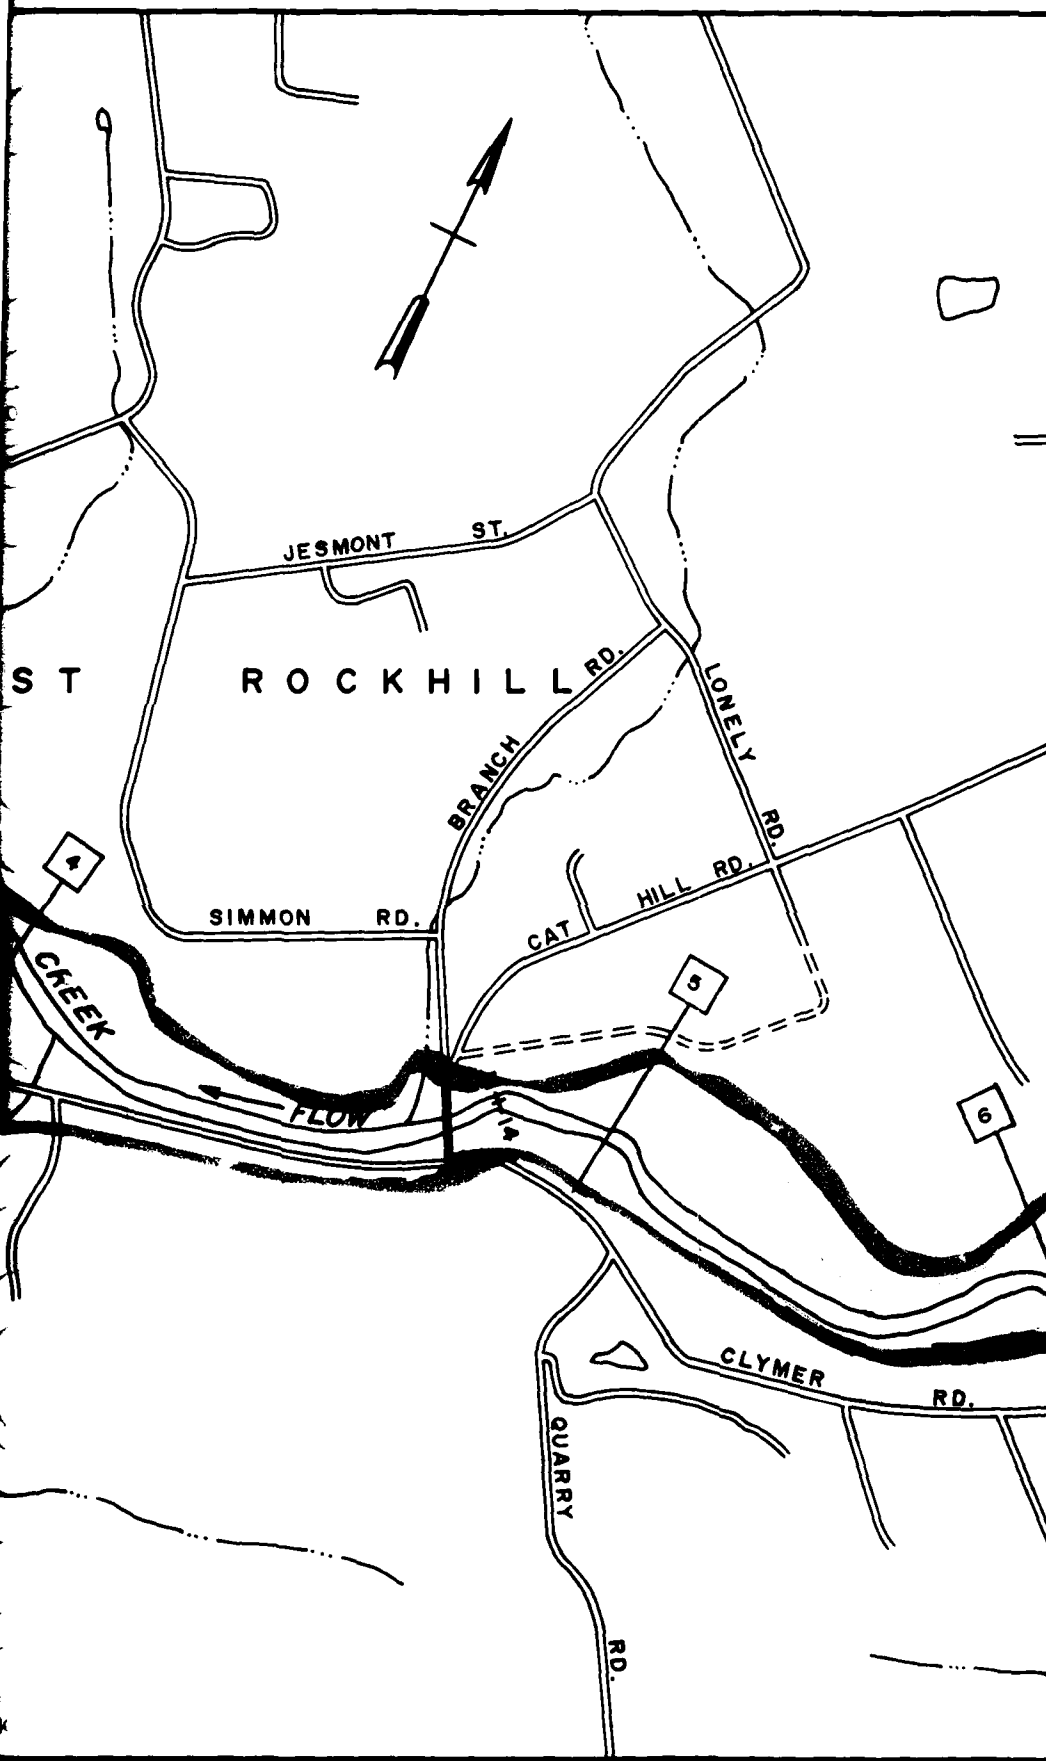 JESMONT ST.
ST ROCKHILL
BRANCH RD.
LONELY RD.
4
SIMMON RD.
CAT HILL RD.
CREEK
5
FLOW
14
6
CLYMER RD.
QUARRY RD.